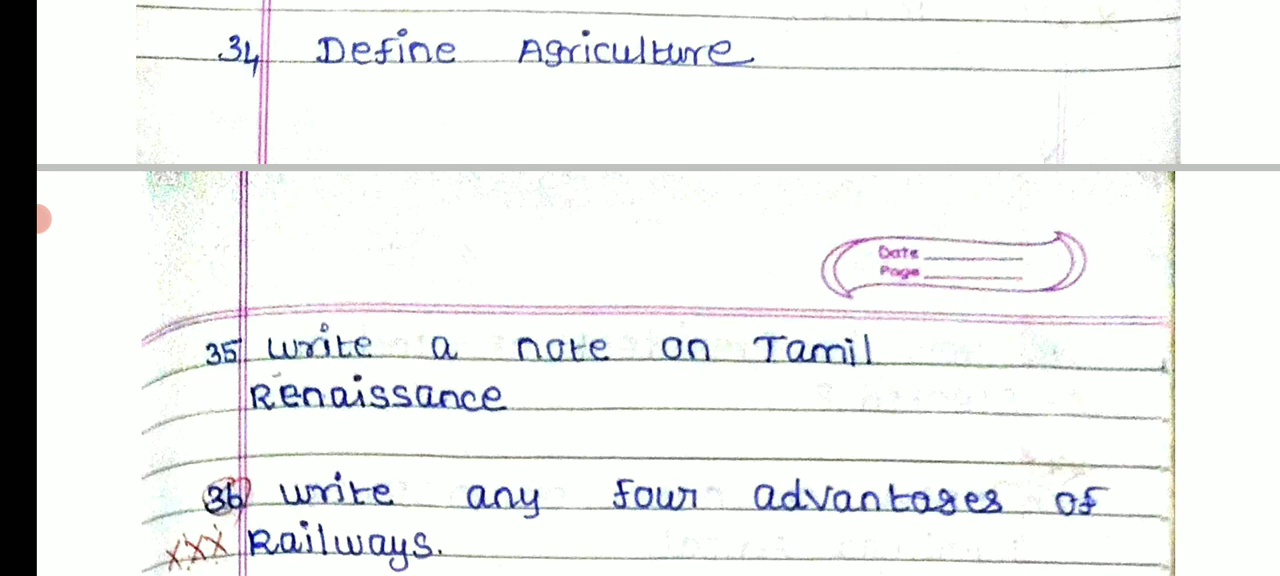 34 Define Agriculture
Date
Page
35 Write a note on Tamil
Renaissance
36 Write any four advantages of
XXX Railways.